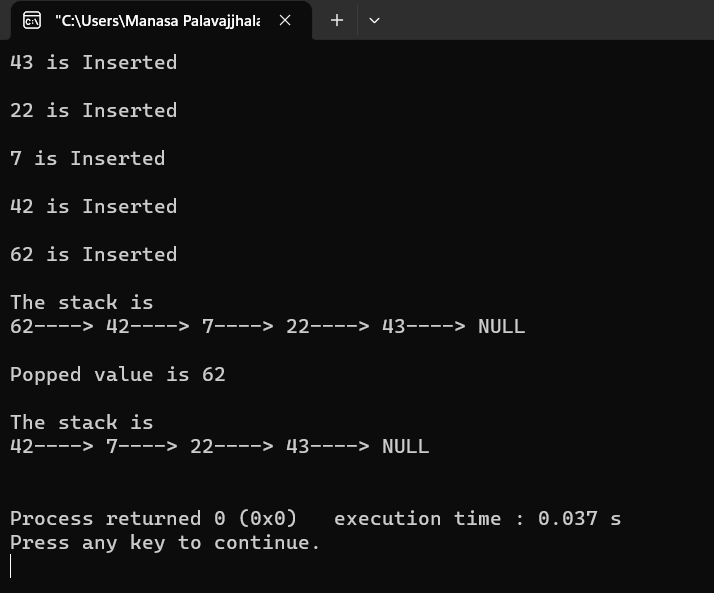 "C:\Users\Manasa Palavajjhala
43 is Inserted
22 is Inserted
7 is Inserted
42 is Inserted
62 is Inserted
The stack is
62----> 42----> 7----> 22----> 43----> NULL
Popped value is 62
The stack is
42----> 7----> 22----> 43----> NULL
Process returned 0 (0x0)   execution time : 0.037 s
Press any key to continue.